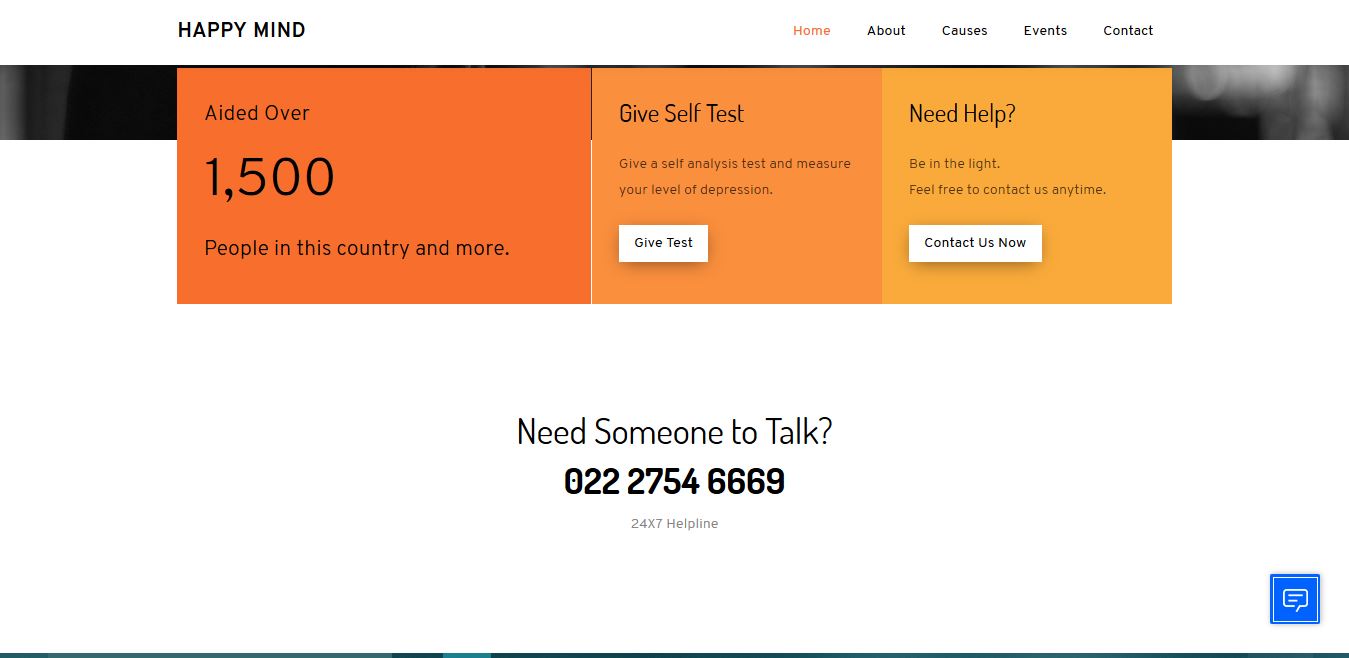 HAPPY MIND
Home
About
Causes
Events
Contact
Aided Over
1,500
People in this country and more.
Give Self Test
Give a self analysis test and measure
your level of depression.
Give Test
Need Help?
Be in the light.
Feel free to contact us anytime.
Contact Us Now
Need Someone to Talk?
022 2754 6669
24X7 Helpline